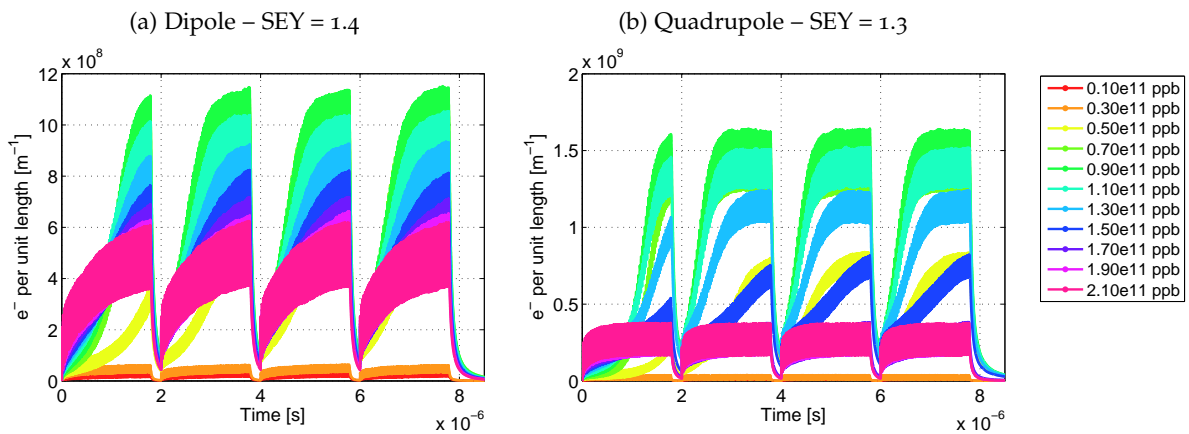 (a) Dipole – SEY = 1.4
x 10⁸
12
10
8
6
4
2
0
e⁻ per unit length [m⁻¹]
0 2 4 6 8
Time [s]
x 10⁻⁶
(b) Quadrupole – SEY = 1.3
x 10⁹
2
1.5
1
0.5
0
e⁻ per unit length [m⁻¹]
0 2 4 6 8
Time [s]
x 10⁻⁶
0.10e11 ppb
0.30e11 ppb
0.50e11 ppb
0.70e11 ppb
0.90e11 ppb
1.10e11 ppb
1.30e11 ppb
1.50e11 ppb
1.70e11 ppb
1.90e11 ppb
2.10e11 ppb